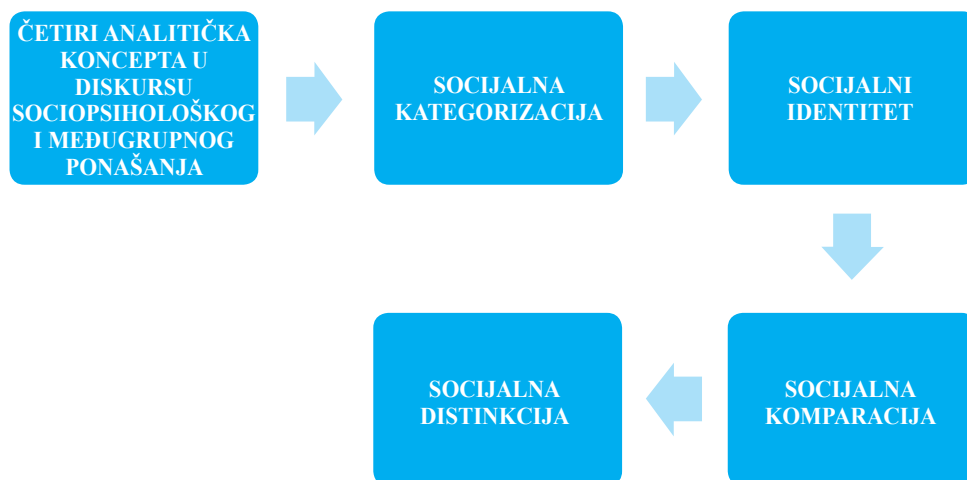 ČETIRI ANALITIČKA
KONCEPTA U
DISKURSU
SOCIOPSIHOLOŠKOG
I MEĐUGRUPNOG
PONAŠANJA
SOCIJALNA
KATEGORIZACIJA
SOCIJALNI
IDENTITET
SOCIJALNA
KOMPARACIJA
SOCIJALNA
DISTINKCIJA